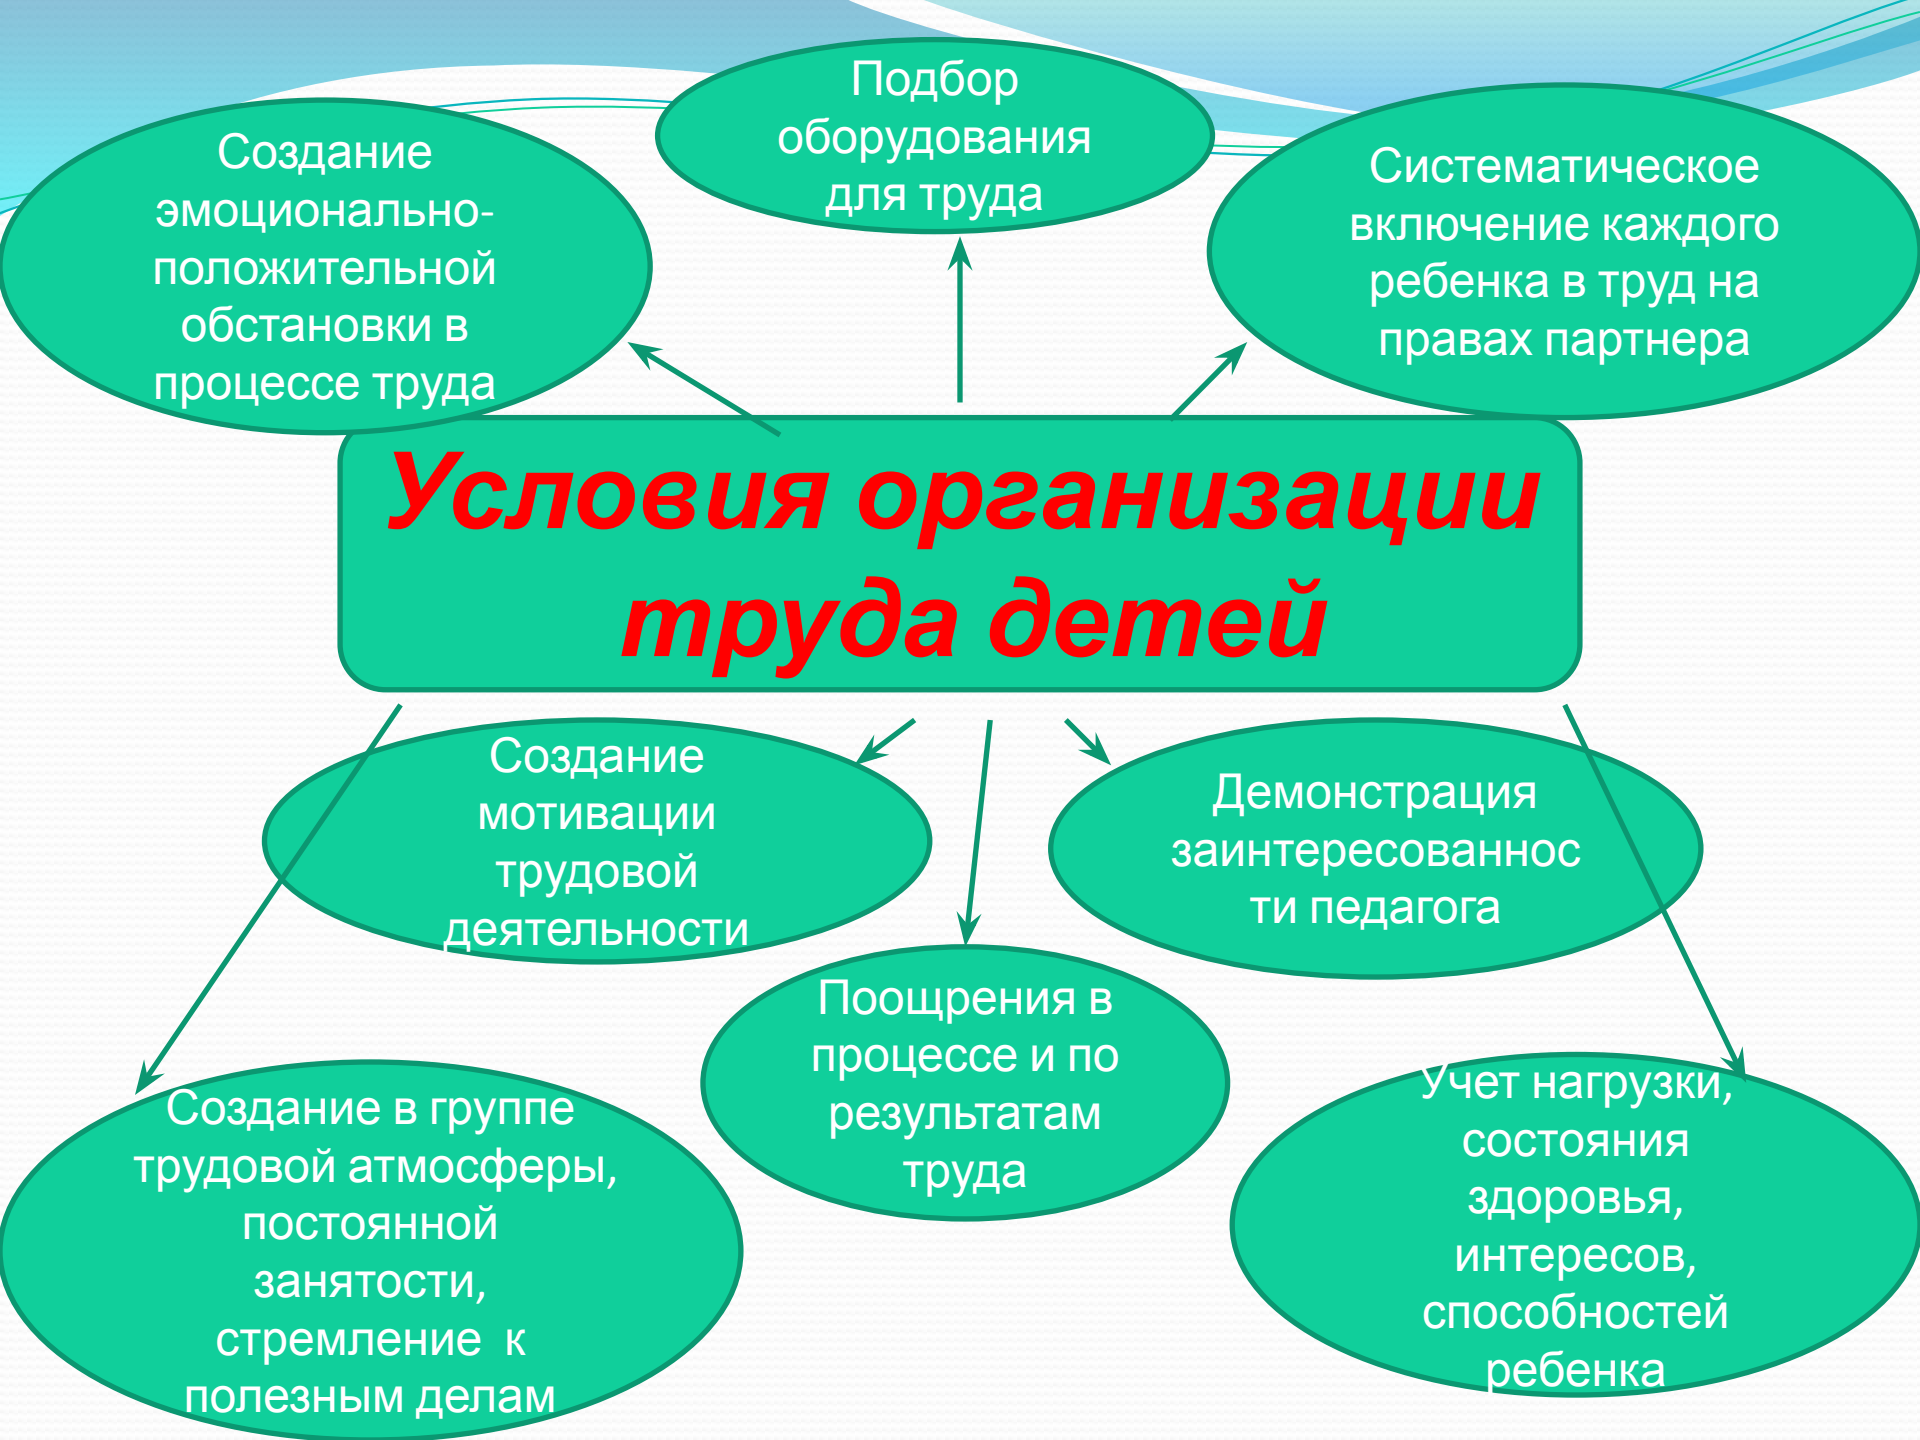 Подбор
оборудования
для труда
Создание
эмоционально-
положительной
обстановки в
процессе труда
Систематическое
включение каждого
ребенка в труд на
правах партнера
Условия организации
труда детей
Создание
мотивации
трудовой
деятельности
Демонстрация
заинтересованнос
ти педагога
Поощрения в
процессе и по
результатам
труда
Создание в группе
трудовой атмосферы,
постоянной
занятости,
стремление  к
полезным делам
Учет нагрузки,
состояния
здоровья,
интересов,
способностей
ребенка